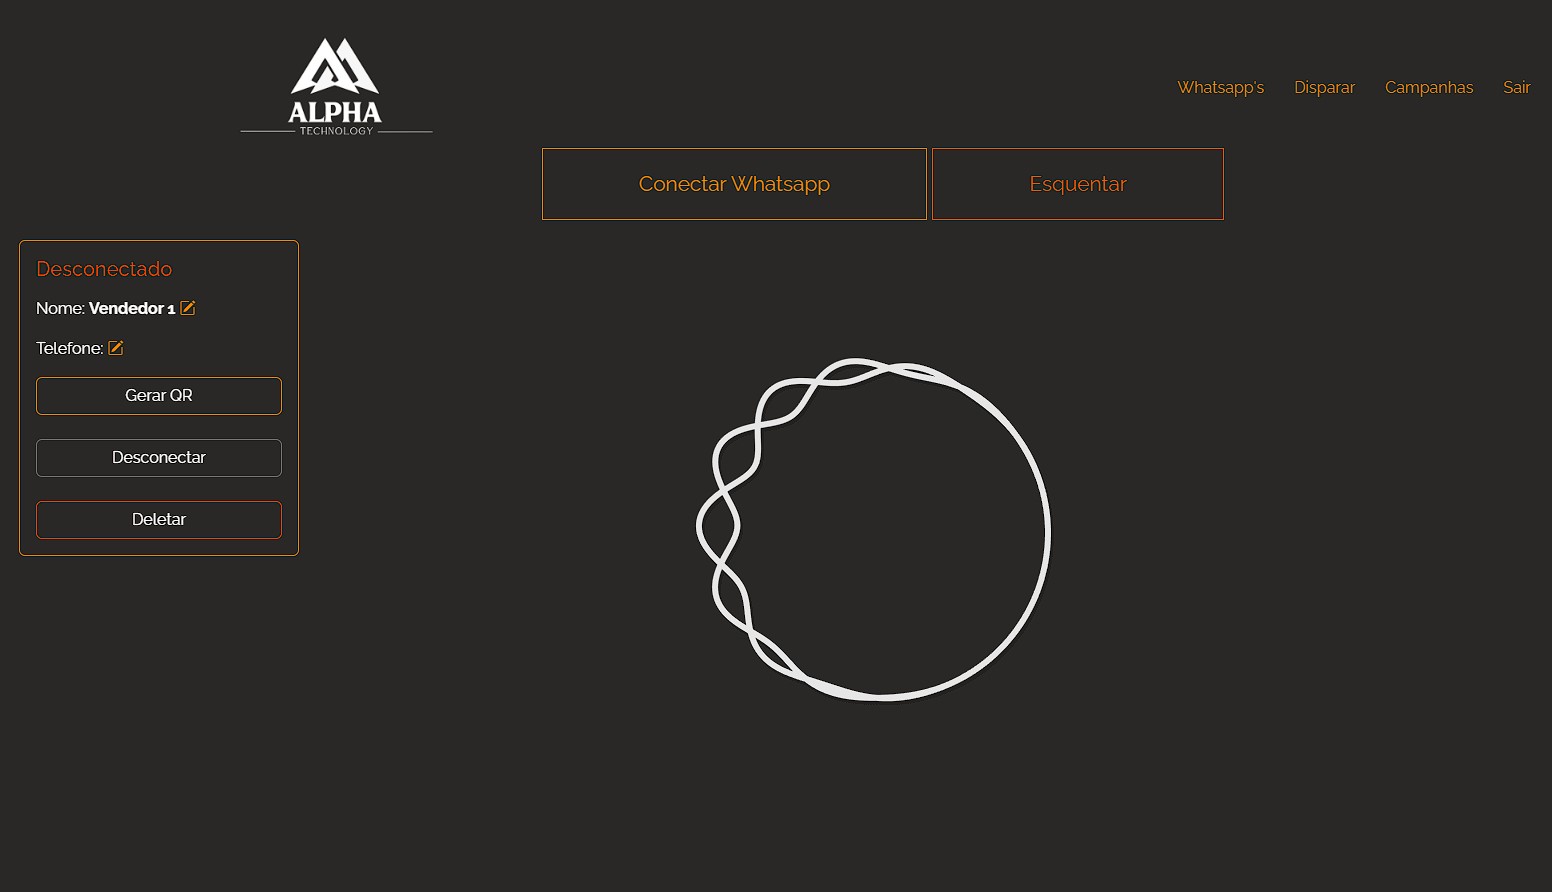 ALPHA
TECHNOLOGY
Whatsapp's
Disparar
Campanhas
Sair
Conectar Whatsapp
Esquentar
Desconectado
Nome: Vendedor 1
Telefone:
Gerar QR
Desconectar
Deletar